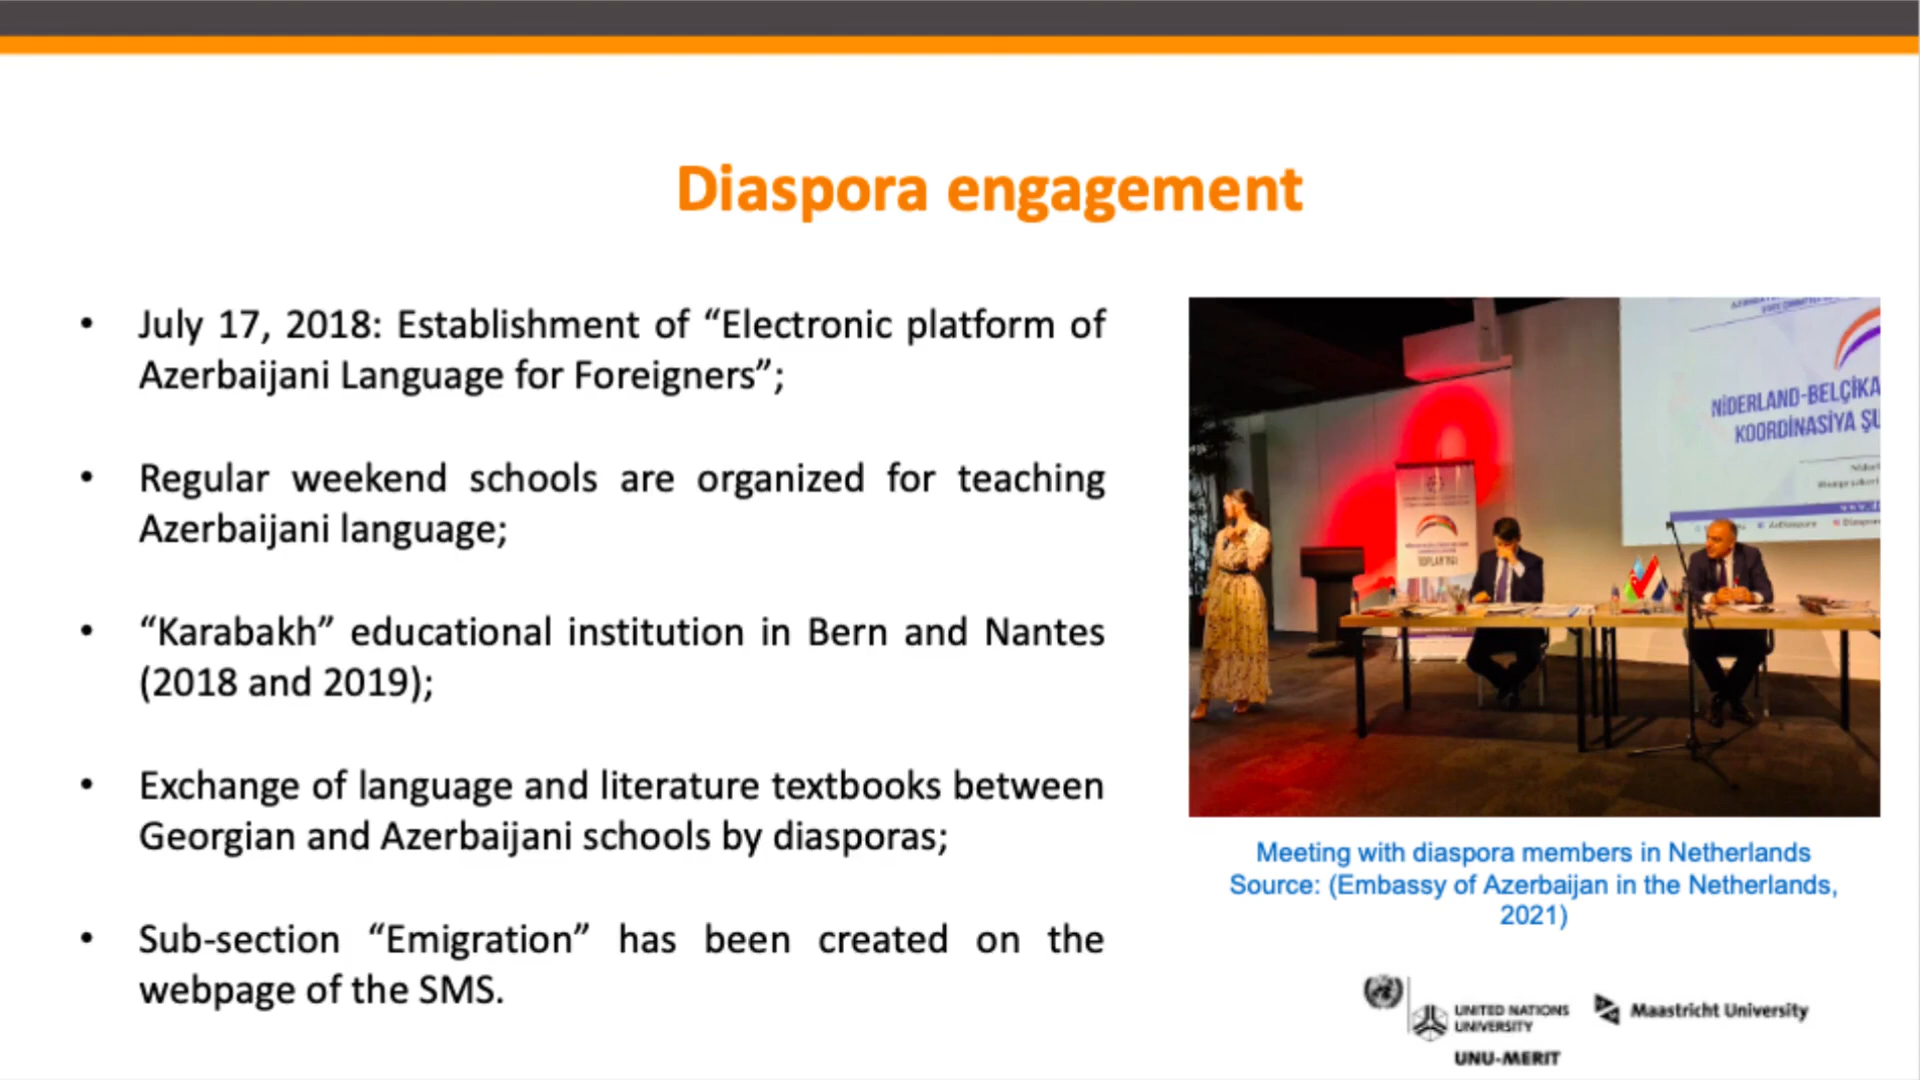 Diaspora engagement
• July 17, 2018: Establishment of “Electronic platform of
Azerbaijani Language for Foreigners”;
• Regular weekend schools are organized for teaching
Azerbaijani language;
• “Karabakh” educational institution in Bern and Nantes
(2018 and 2019);
• Exchange of language and literature textbooks between
Georgian and Azerbaijani schools by diasporas;
• Sub-section “Emigration” has been created on the
webpage of the SMS.
NİDERLAND-BELÇİKA
KOORDİNASİYA ŞU
Meeting with diaspora members in Netherlands
Source: (Embassy of Azerbaijan in the Netherlands,
2021)
UNITED NATIONS
UNIVERSITY
UNU-MERIT
Maastricht University